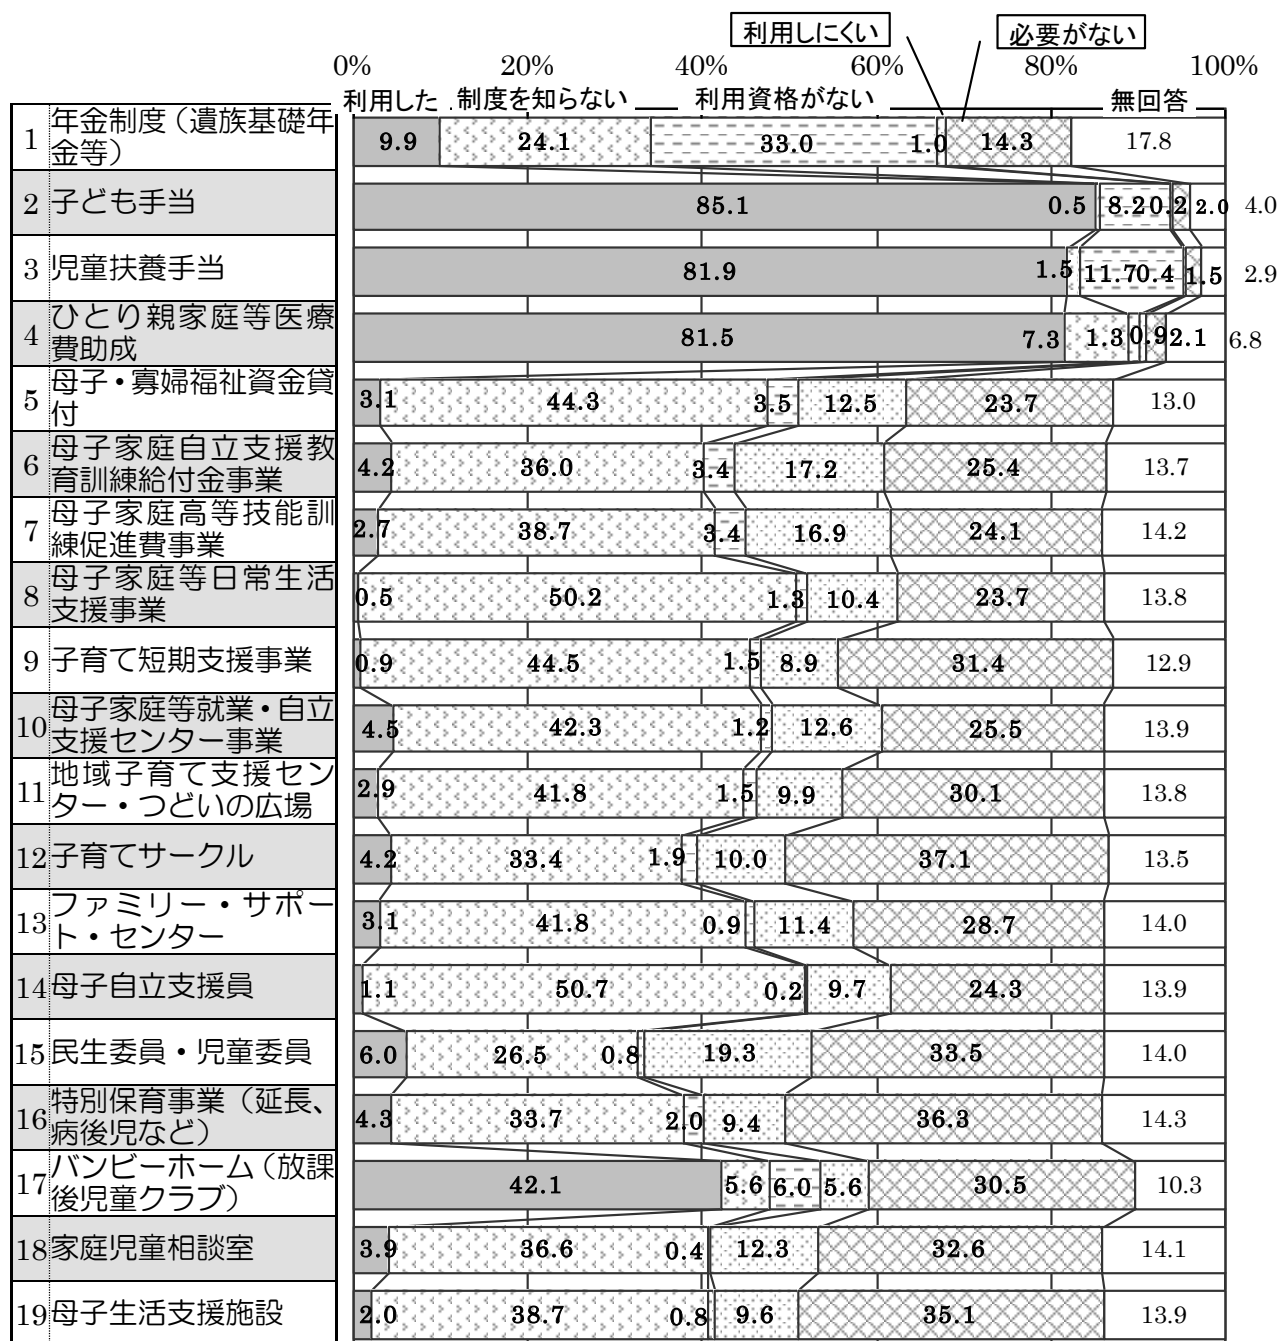 利用しにくい 必要がない
0% 20% 40% 60% 80% 100%
利用した 制度を知らない 利用資格がない 無回答
1 年金制度（遺族基礎年
金等）
9.9 24.1 33.0 1.0 14.3 17.8
2 子ども手当 85.1 0.5 8.2 0.2 2.0 4.0
3 児童扶養手当 81.9 1.5 11.7 0.4 1.5 2.9
4 ひとり親家庭等医療
費助成
81.5 7.3 1.3 0.9 2.1 6.8
5 母子・寡婦福祉資金貸
付
3.1 44.3 3.5 12.5 23.7 13.0
6 母子家庭自立支援教
育訓練給付金事業
4.2 36.0 3.4 17.2 25.4 13.7
7 母子家庭高等技能訓
練促進費事業
2.7 38.7 3.4 16.9 24.1 14.2
8 母子家庭等日常生活
支援事業
0.5 50.2 1.3 10.4 23.7 13.8
9 子育て短期支援事業 0.9 44.5 1.5 8.9 31.4 12.9
10 母子家庭等就業・自立
支援センター事業
4.5 42.3 1.2 12.6 25.5 13.9
11 地域子育て支援セン
ター・つどいの広場
2.9 41.8 1.5 9.9 30.1 13.8
12 子育てサークル 4.2 33.4 1.9 10.0 37.1 13.5
13 ファミリー・サポー
ト・センター
3.1 41.8 0.9 11.4 28.7 14.0
14 母子自立支援員 1.1 50.7 0.2 9.7 24.3 13.9
15 民生委員・児童委員 6.0 26.5 0.8 19.3 33.5 14.0
16 特別保育事業（延長、
病後児など）
4.3 33.7 2.0 9.4 36.3 14.3
17 バンビーホーム（放課
後児童クラブ）
42.1 5.6 6.0 5.6 30.5 10.3
18 家庭児童相談室 3.9 36.6 0.4 12.3 32.6 14.1
19 母子生活支援施設 2.0 38.7 0.8 9.6 35.1 13.9